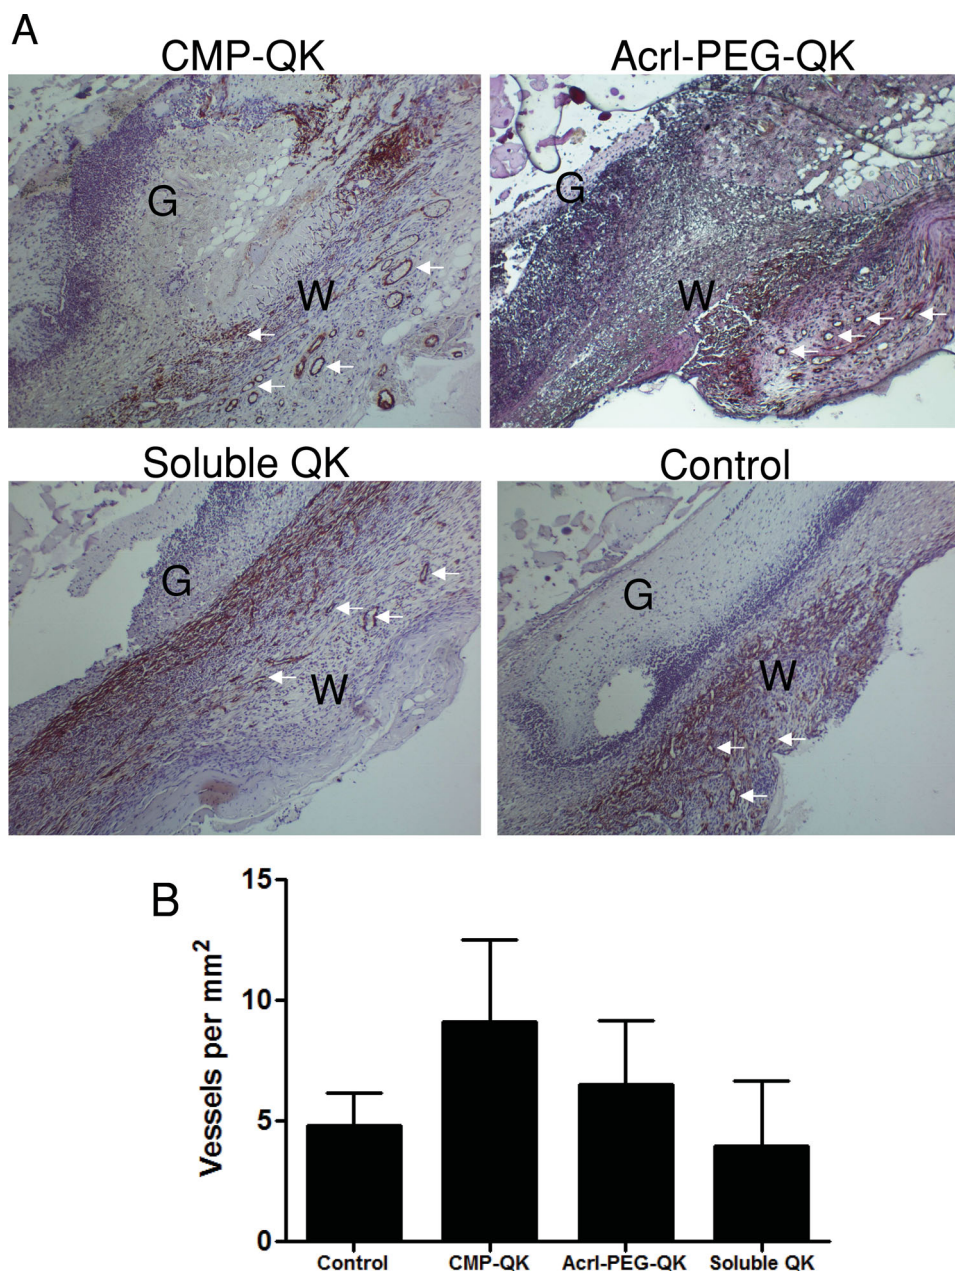 A
CMP-QK
Acrl-PEG-QK
G
W
G
W
Soluble QK
Control
G
W
G
W
B
Vessels per mm²
15
10
5
0
Control
CMP-QK
Acrl-PEG-QK
Soluble QK